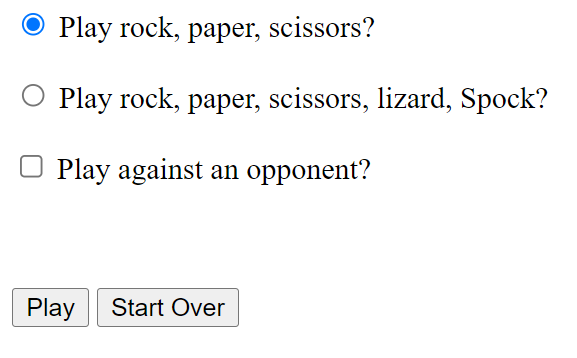 Play rock, paper, scissors?
Play rock, paper, scissors, lizard, Spock?
Play against an opponent?
Play Start Over